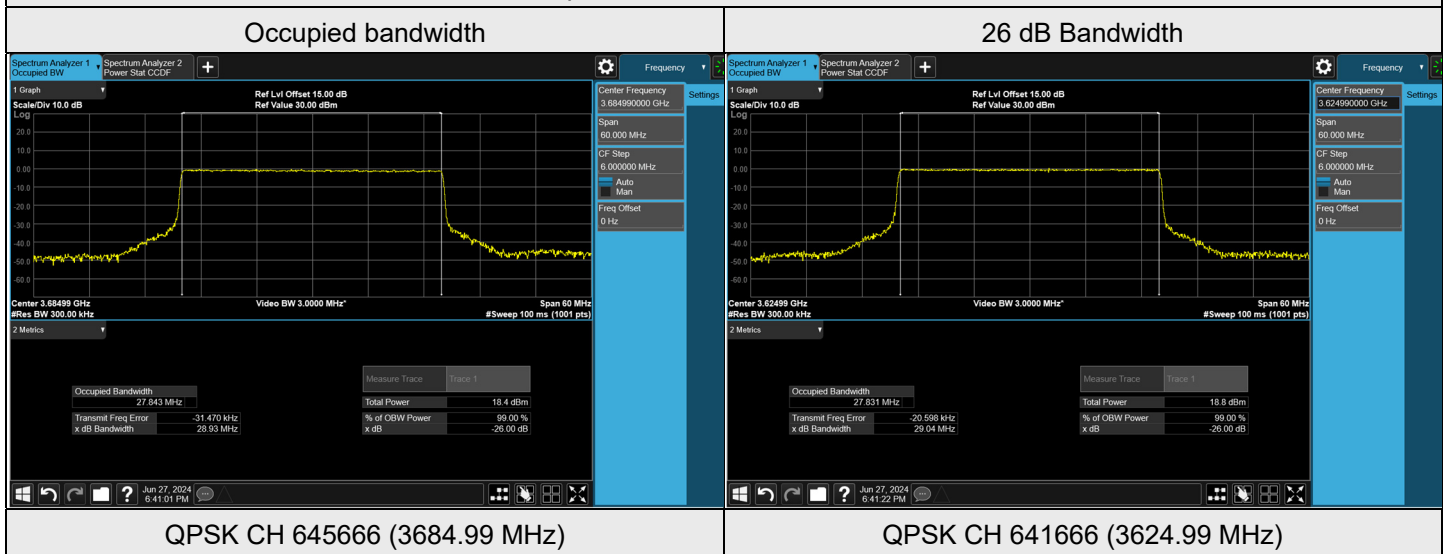 Occupied bandwidth
26 dB Bandwidth
Spectrum Analyzer 1
Occupied BW
Spectrum Analyzer 2
Power Stat CCDF
+
Frequency
1 Graph
Scale/Div 10.0 dB
Ref Lvl Offset 15.00 dB
Ref Value 30.00 dBm
Log
20.0
10.0
0.00
-10.0
-20.0
-30.0
-40.0
-50.0
-60.0
Center 3.68499 GHz
#Res BW 300.00 kHz
Video BW 3.0000 MHz*
Span 60 MHz
#Sweep 100 ms (1001 pts)
Center Frequency
3.684990000 GHz
Settings
Span
60.000 MHz
CF Step
6.000000 MHz
Auto
Man
Freq Offset
0 Hz
2 Metrics
Measure Trace Trace 1
Occupied Bandwidth
27.843 MHz
Total Power 18.4 dBm
Transmit Freq Error -31.470 kHz
% of OBW Power 99.00 %
x dB Bandwidth 28.93 MHz
x dB -26.00 dB
?
Jun 27, 2024
6:41:01 PM
Spectrum Analyzer 1
Occupied BW
Spectrum Analyzer 2
Power Stat CCDF
+
Frequency
1 Graph
Scale/Div 10.0 dB
Ref Lvl Offset 15.00 dB
Ref Value 30.00 dBm
Log
20.0
10.0
0.00
-10.0
-20.0
-30.0
-40.0
-50.0
-60.0
Center 3.62499 GHz
#Res BW 300.00 kHz
Video BW 3.0000 MHz*
Span 60 MHz
#Sweep 100 ms (1001 pts)
Center Frequency
3.624990000 GHz
Settings
Span
60.000 MHz
CF Step
6.000000 MHz
Auto
Man
Freq Offset
0 Hz
2 Metrics
Measure Trace Trace 1
Occupied Bandwidth
27.831 MHz
Total Power 18.8 dBm
Transmit Freq Error -20.598 kHz
% of OBW Power 99.00 %
x dB Bandwidth 29.04 MHz
x dB -26.00 dB
?
Jun 27, 2024
6:41:22 PM
QPSK CH 645666 (3684.99 MHz)
QPSK CH 641666 (3624.99 MHz)